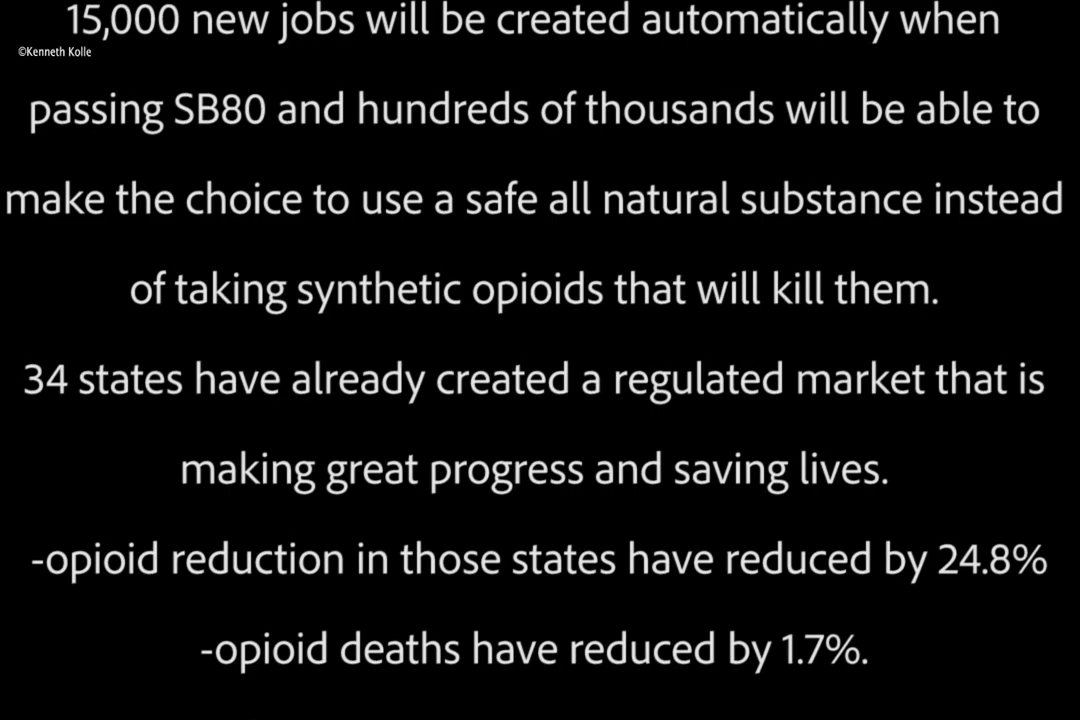 15,000 new jobs will be created automatically when
©Kenneth Kolle
passing SB80 and hundreds of thousands will be able to
make the choice to use a safe all natural substance instead
of taking synthetic opioids that will kill them.
34 states have already created a regulated market that is
making great progress and saving lives.
-opioid reduction in those states have reduced by 24.8%
-opioid deaths have reduced by 1.7%.